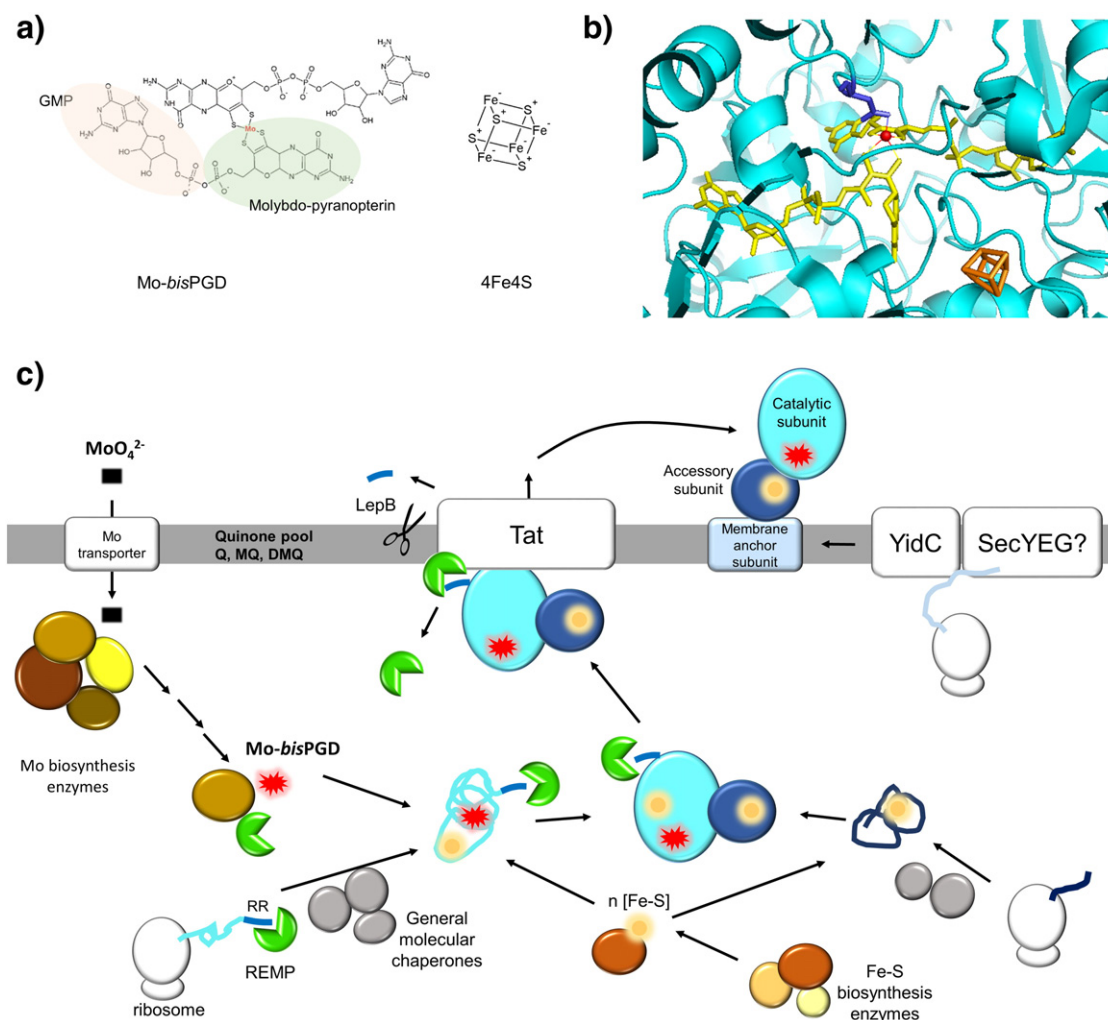 a)
GMP
Mo
Molybdo-pyranopterin
Mo-bisPGD
4Fe4S
b)
c)
MoO₄²⁻
Mo
transporter
Quinone pool
Q, MQ, DMQ
LepB
Tat
Catalytic
subunit
Accessory
subunit
Membrane
anchor
subunit
YidC
SecYEG?
Mo biosynthesis
enzymes
Mo-bisPGD
RR
REMP
ribosome
General
molecular
chaperones
n [Fe-S]
Fe-S
biosynthesis
enzymes